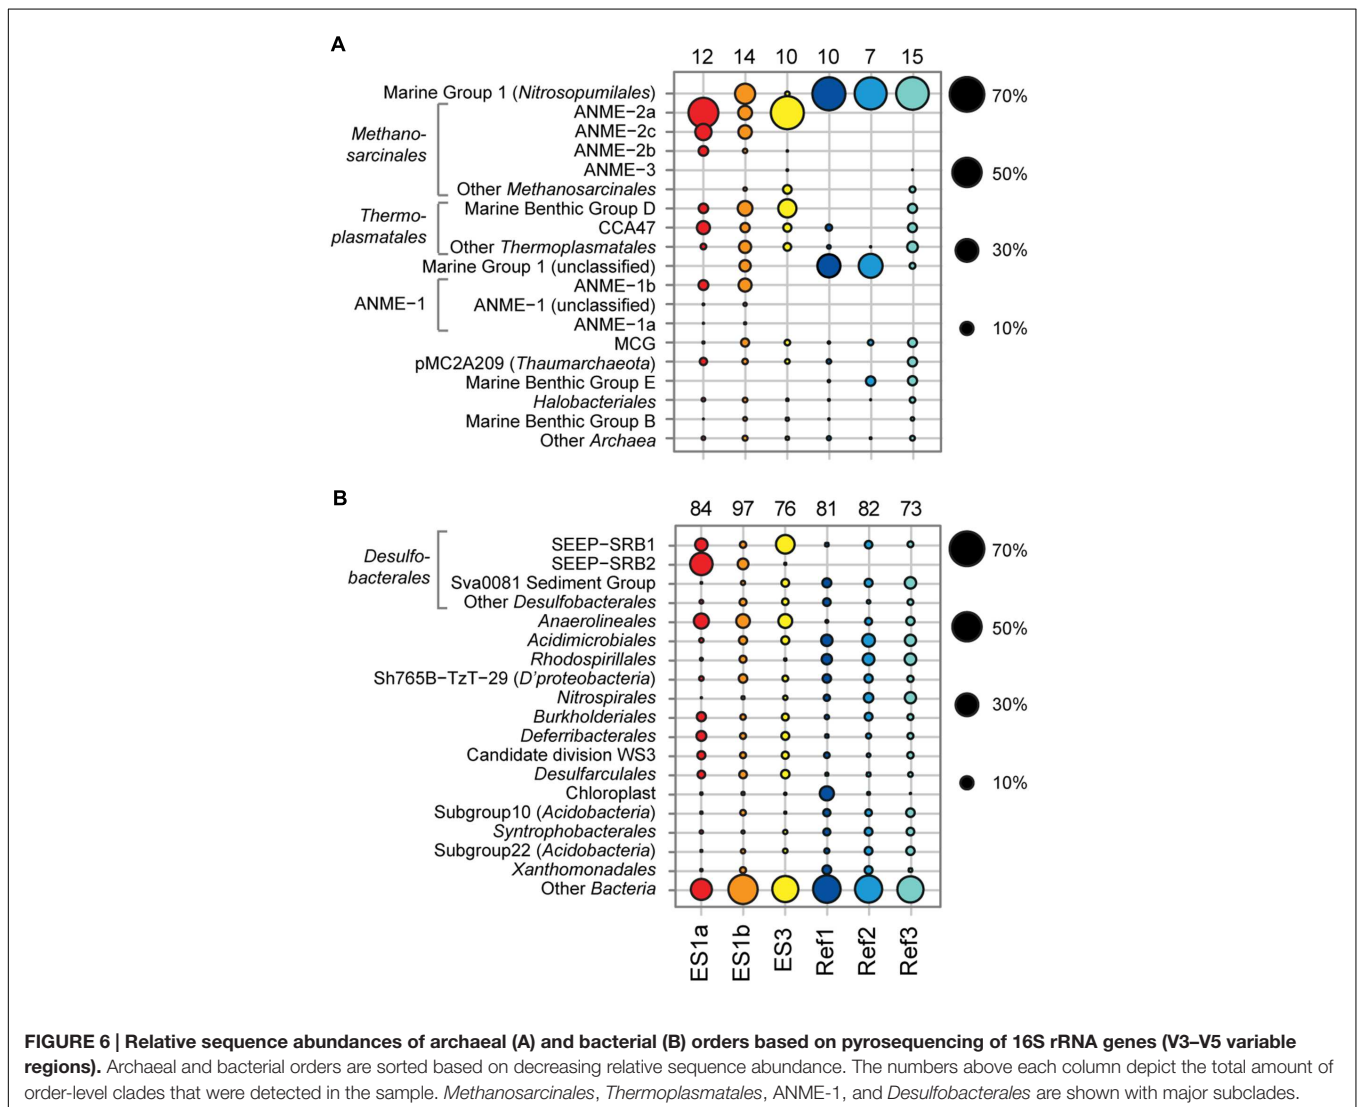 A
12 14 10 10 7 15
Marine Group 1 (Nitrosopumilales)
70%
Methano-
sarcinales
ANME−2a
ANME−2c
ANME−2b
ANME−3
50%
Other Methanosarcinales
Thermo-
plasmatales
Marine Benthic Group D
CCA47
Other Thermoplasmatales
30%
Marine Group 1 (unclassified)
ANME−1
ANME−1b
ANME−1 (unclassified)
ANME−1a
10%
MCG
pMC2A209 (Thaumarchaeota)
Marine Benthic Group E
Halobacteriales
Marine Benthic Group B
Other Archaea
B
84 97 76 81 82 73
Desulfo-
bacterales
SEEP−SRB1
70%
SEEP−SRB2
Sva0081 Sediment Group
Other Desulfobacterales
Anaerolineales
50%
Acidimicrobiales
Rhodospirillales
Sh765B−TzT−29 (D'proteobacteria)
Nitrospirales
30%
Burkholderiales
Deferribacterales
Candidate division WS3
Desulfarculales
10%
Chloroplast
Subgroup10 (Acidobacteria)
Syntrophobacterales
Subgroup22 (Acidobacteria)
Xanthomonadales
Other Bacteria
ES1a ES1b ES3 Ref1 Ref2 Ref3
FIGURE 6 | Relative sequence abundances of archaeal (A) and bacterial (B) orders based on pyrosequencing of 16S rRNA genes (V3–V5 variable
regions). Archaeal and bacterial orders are sorted based on decreasing relative sequence abundance. The numbers above each column depict the total amount of
order-level clades that were detected in the sample. Methanosarcinales, Thermoplasmatales, ANME-1, and Desulfobacterales are shown with major subclades.